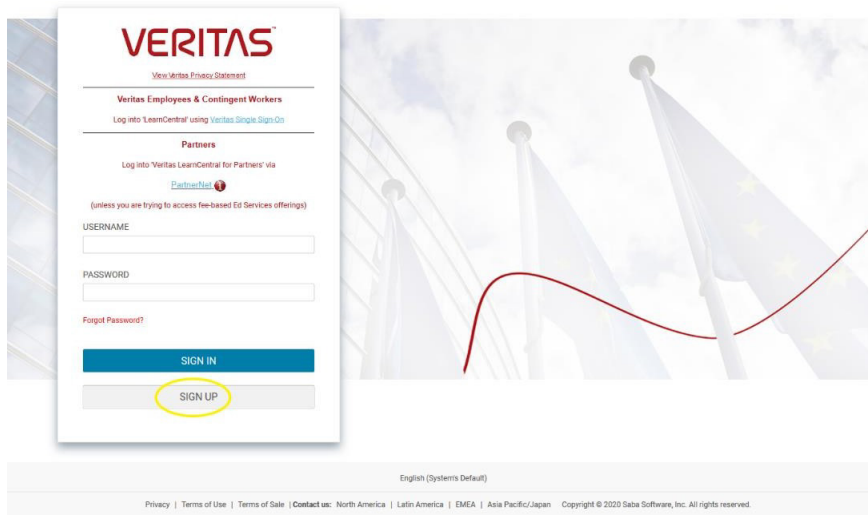 VERITAS™
View Veritas Privacy Statement
Veritas Employees & Contingent Workers
Log into 'LearnCentral' using Veritas Single Sign-On
Partners
Log into 'Veritas LearnCentral for Partners' via
PartnerNet
(unless you are trying to access fee-based Ed Services offerings)
USERNAME
PASSWORD
Forgot Password?
SIGN IN
SIGN UP
English (System's Default)
Privacy | Terms of Use | Terms of Sale | Contact us: North America | Latin America | EMEA | Asia Pacific/Japan Copyright © 2020 Saba Software, Inc. All rights reserved.